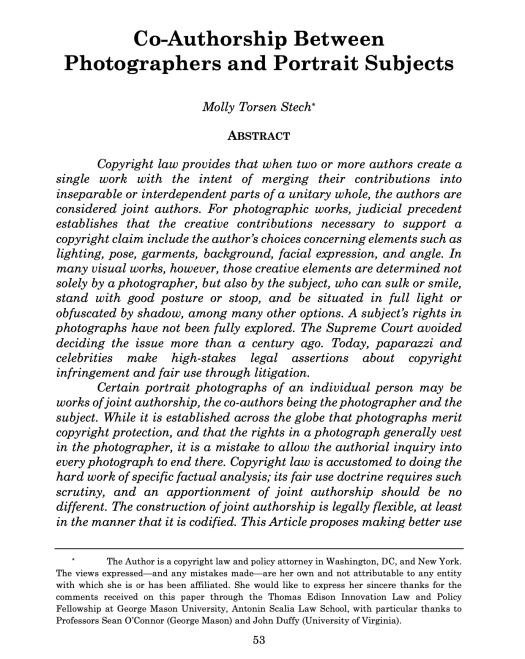 Co-Authorship Between
Photographers and Portrait Subjects
Molly Torsen Stech*
ABSTRACT
Copyright law provides that when two or more authors create a
single work with the intent of merging their contributions into
inseparable or interdependent parts of a unitary whole, the authors are
considered joint authors. For photographic works, judicial precedent
establishes that the creative contributions necessary to support a
copyright claim include the author's choices concerning elements such as
lighting, pose, garments, background, facial expression, and angle. In
many visual works, however, those creative elements are determined not
solely by a photographer, but also by the subject, who can sulk or smile,
stand with good posture or stoop, and be situated in full light or
obfuscated by shadow, among many other options. A subject's rights in
photographs have not been fully explored. The Supreme Court avoided
deciding the issue more than a century ago. Today, paparazzi and
celebrities make high-stakes legal assertions about copyright
infringement and fair use through litigation.
Certain portrait photographs of an individual person may be
works of joint authorship, the co-authors being the photographer and the
subject. While it is established across the globe that photographs merit
copyright protection, and that the rights in a photograph generally vest
in the photographer, it is a mistake to allow the authorial inquiry into
every photograph to end there. Copyright law is accustomed to doing the
hard work of specific factual analysis; its fair use doctrine requires such
scrutiny, and an apportionment of joint authorship should be no
different. The construction of joint authorship is legally flexible, at least
in the manner that it is codified. This Article proposes making better use
* The Author is a copyright law and policy attorney in Washington, DC, and New York.
The views expressed—and any mistakes made—are her own and not attributable to any entity
with which she is or has been affiliated. She would like to express her sincere thanks for the
comments received on this paper through the Thomas Edison Innovation Law and Policy
Fellowship at George Mason University, Antonin Scalia Law School, with particular thanks to
Professors Sean O'Connor (George Mason) and John Duffy (University of Virginia).
53